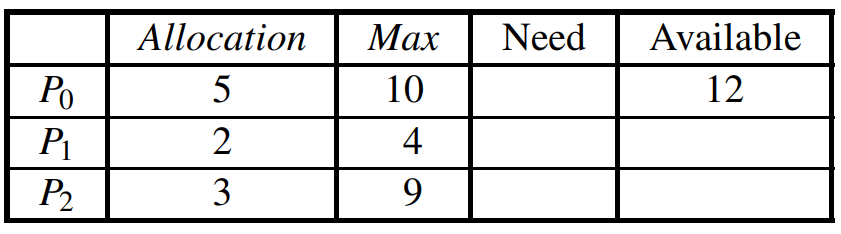 Allocation Max Need Available
P0 5 10 12
P1 2 4
P2 3 9